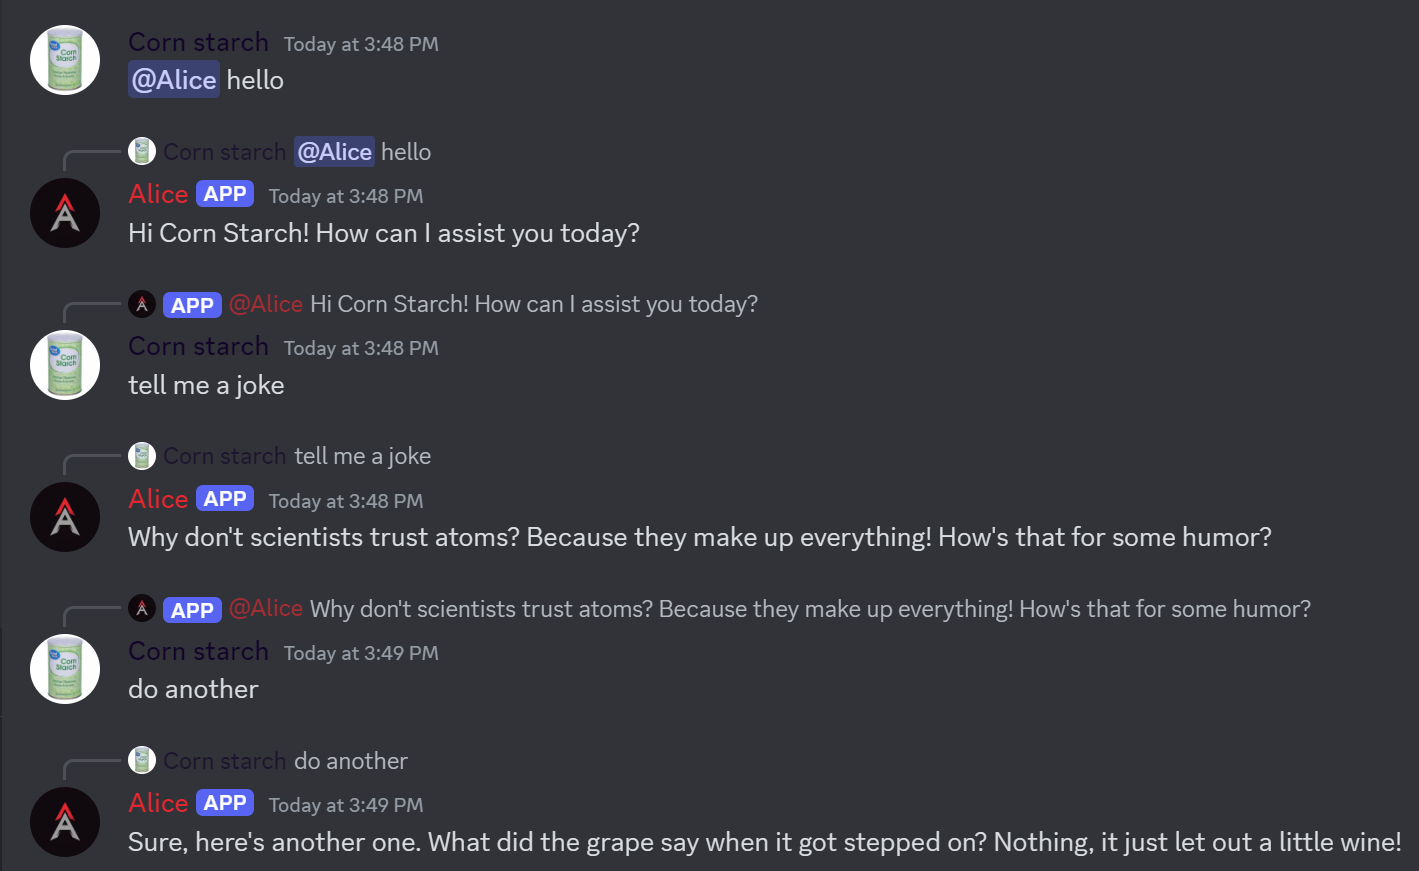 Corn starch Today at 3:48 PM
@Alice hello
Corn starch @Alice hello
Alice APP Today at 3:48 PM
Hi Corn Starch! How can I assist you today?
APP @Alice Hi Corn Starch! How can I assist you today?
Corn starch Today at 3:48 PM
tell me a joke
Corn starch tell me a joke
Alice APP Today at 3:48 PM
Why don't scientists trust atoms? Because they make up everything! How's that for some humor?
APP @Alice Why don't scientists trust atoms? Because they make up everything! How's that for some humor?
Corn starch Today at 3:49 PM
do another
Corn starch do another
Alice APP Today at 3:49 PM
Sure, here's another one. What did the grape say when it got stepped on? Nothing, it just let out a little wine!